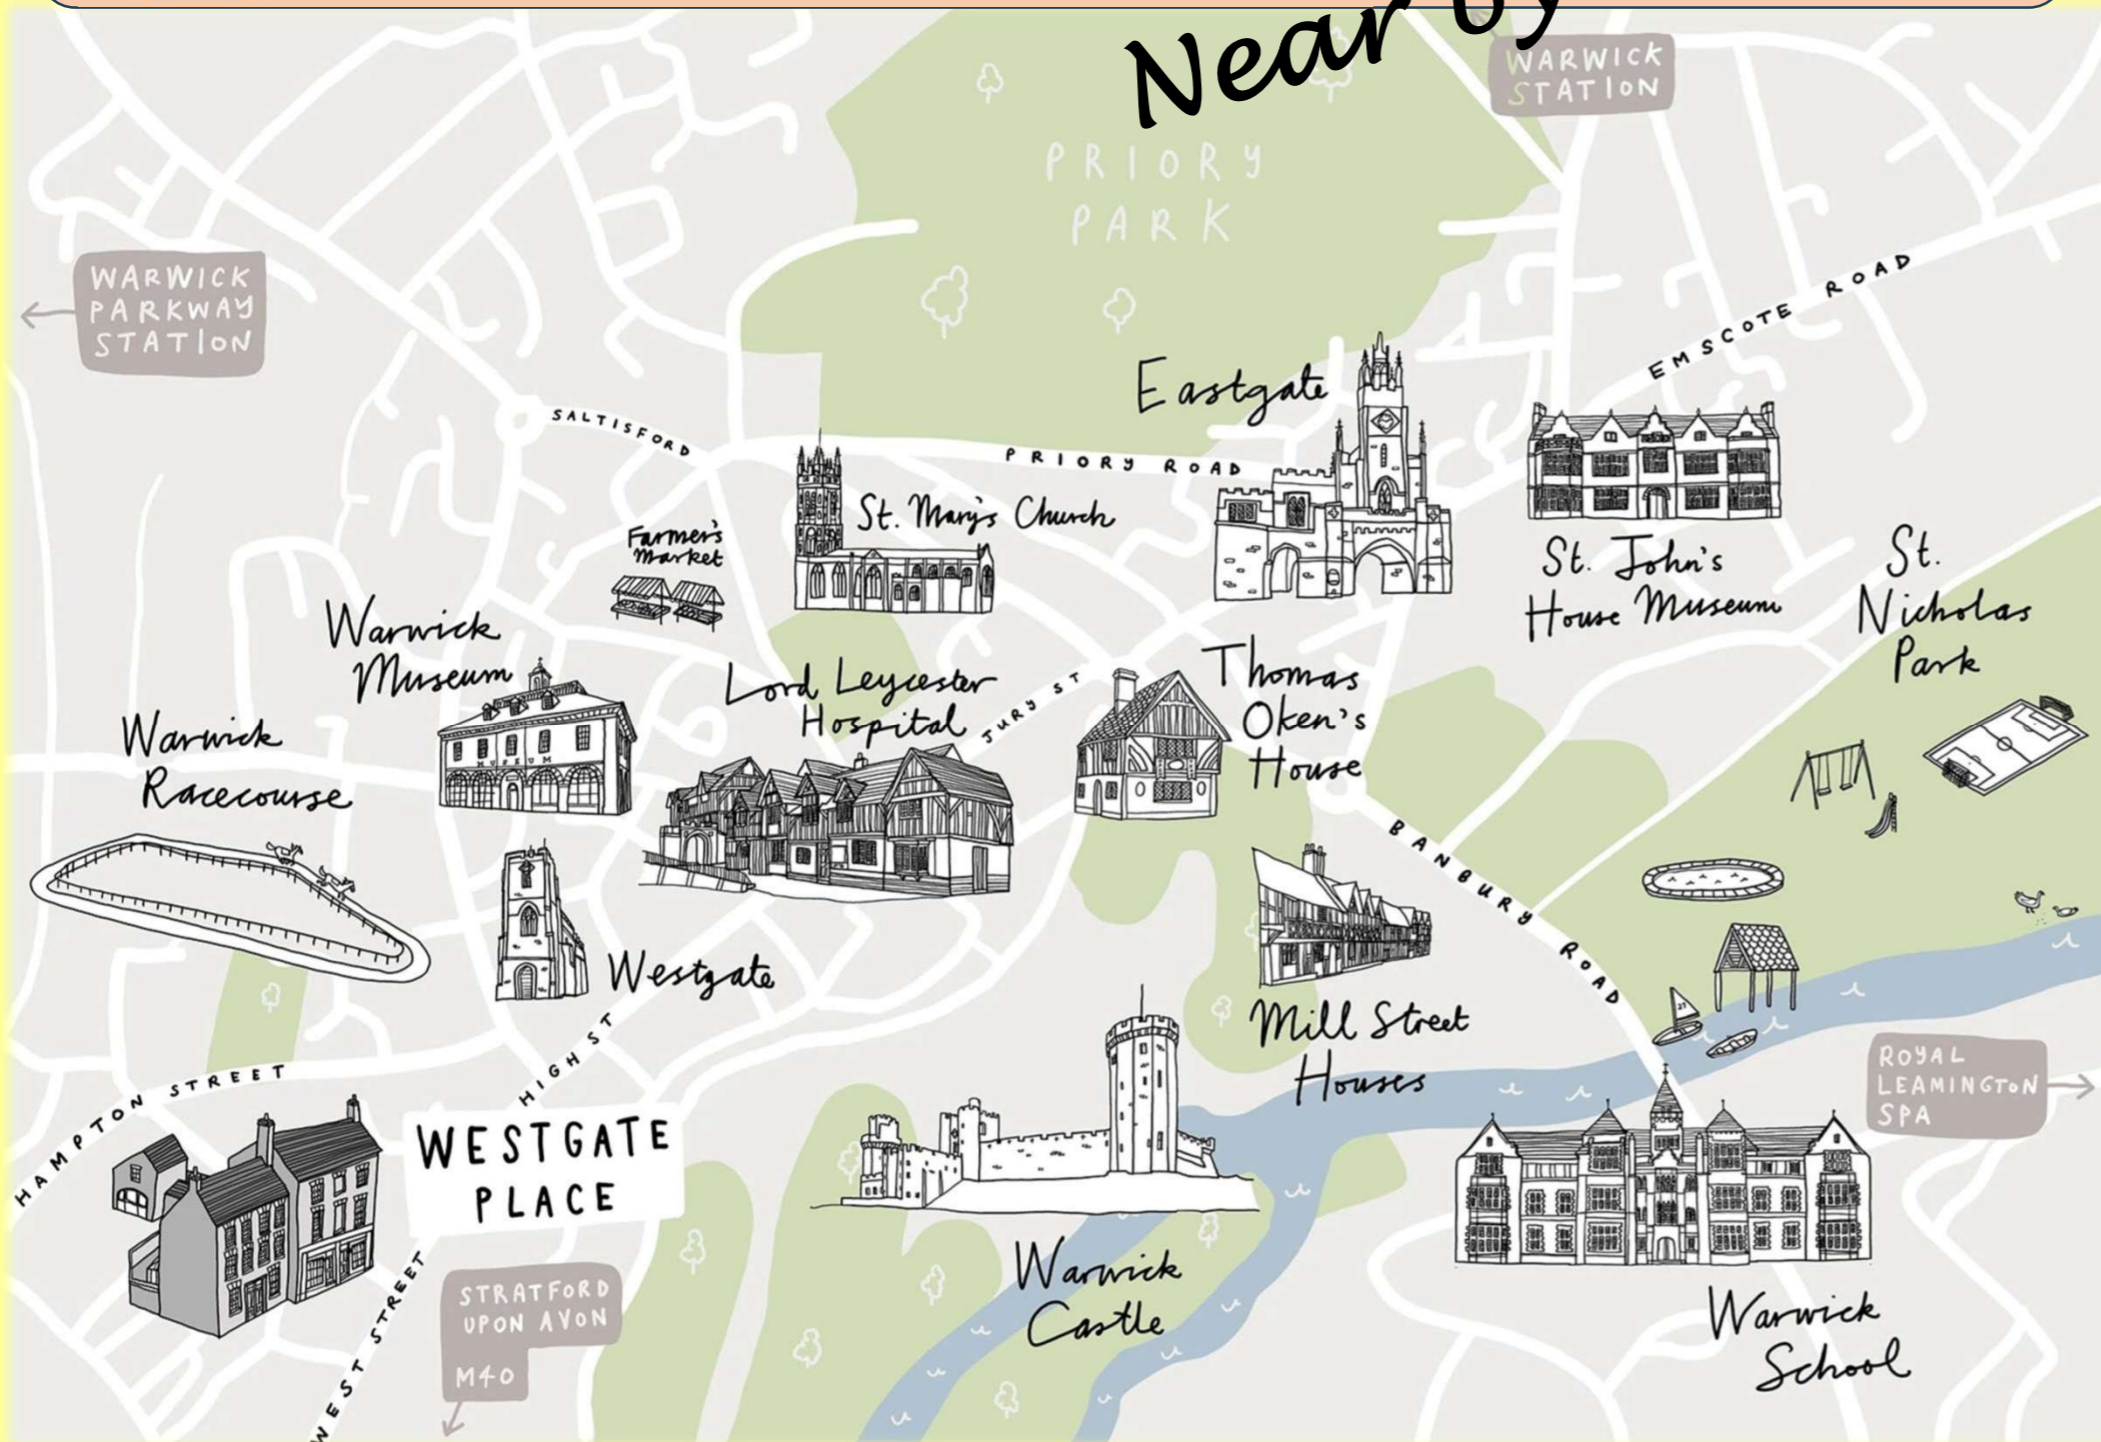 Nearby
WARWICK
STATION
PRIORY
PARK
WARWICK
PARKWAY
STATION
EMSCOTE ROAD
Eastgate
SALTISFORD
PRIORY ROAD
St. Mary's Church
Farmer's
Market
St. John's
House Museum
St.
Nicholas
Park
Warwick
Museum
MUSEUM
Lord Leycester
Hospital
JURY ST
Thomas
Oken's
House
Warwick
Racecourse
BANBURY ROAD
Westgate
Mill Street
Houses
HIGH ST
HAMPTON STREET
ROYAL
LEAMINGTON
SPA
WESTGATE
PLACE
WEST STREET
STRATFORD
UPON AVON
M40
Warwick
Castle
Warwick
School